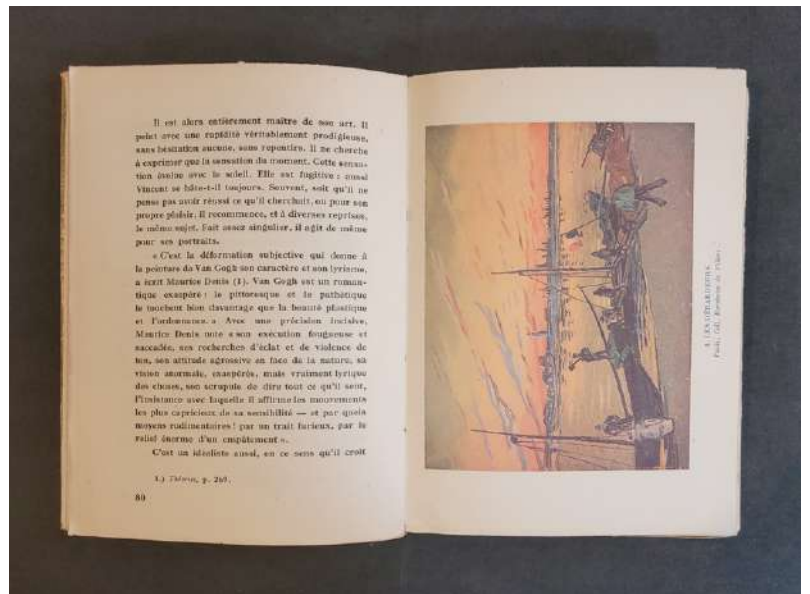 Il est alors entièrement maître de son art. Il
peint avec une rapidité véritablement prodigieuse,
sans hésitation aucune, sans repentirs. Il ne cherche
à exprimer que la sensation du moment. Cette sensa-
tion évolue avec le soleil. Elle est fugitive : aussi
Vincent se hâte-t-il toujours. Souvent, soit qu'il ne
pense pas avoir réussi ce qu'il cherchait, ou pour son
propre plaisir, il recommence, et à diverses reprises,
le même sujet. Fait assez singulier, il agit de même
pour ses portraits.
« C'est la déformation subjective qui donne à
la peinture de Van Gogh son caractère et son lyrisme,
a écrit Maurice Denis (1). Van Gogh est un roman-
tique exaspéré : le pittoresque et le pathétique
le touchent bien davantage que la beauté plastique
et l'ordonnance. » Avec une précision incisive,
Maurice Denis note « son exécution fougueuse et
saccadée, ses recherches d'éclat et de violence de
ton, son attitude agressive en face de la nature, sa
vision anormale, exaspérée, mais vraiment lyrique
des choses, son scrupule de dire tout ce qu'il sent,
l'insistance avec laquelle il affirme les mouvements
les plus capricieux de sa sensibilité — et par quels
moyens rudimentaires ! par un trait furieux, par le
relief énorme d'un empâtement ».
C'est un idéaliste aussi, en ce sens qu'il croit
1.) Théories, p. 269.
80
LES DÉCHARGEURS
Paris, Coll.